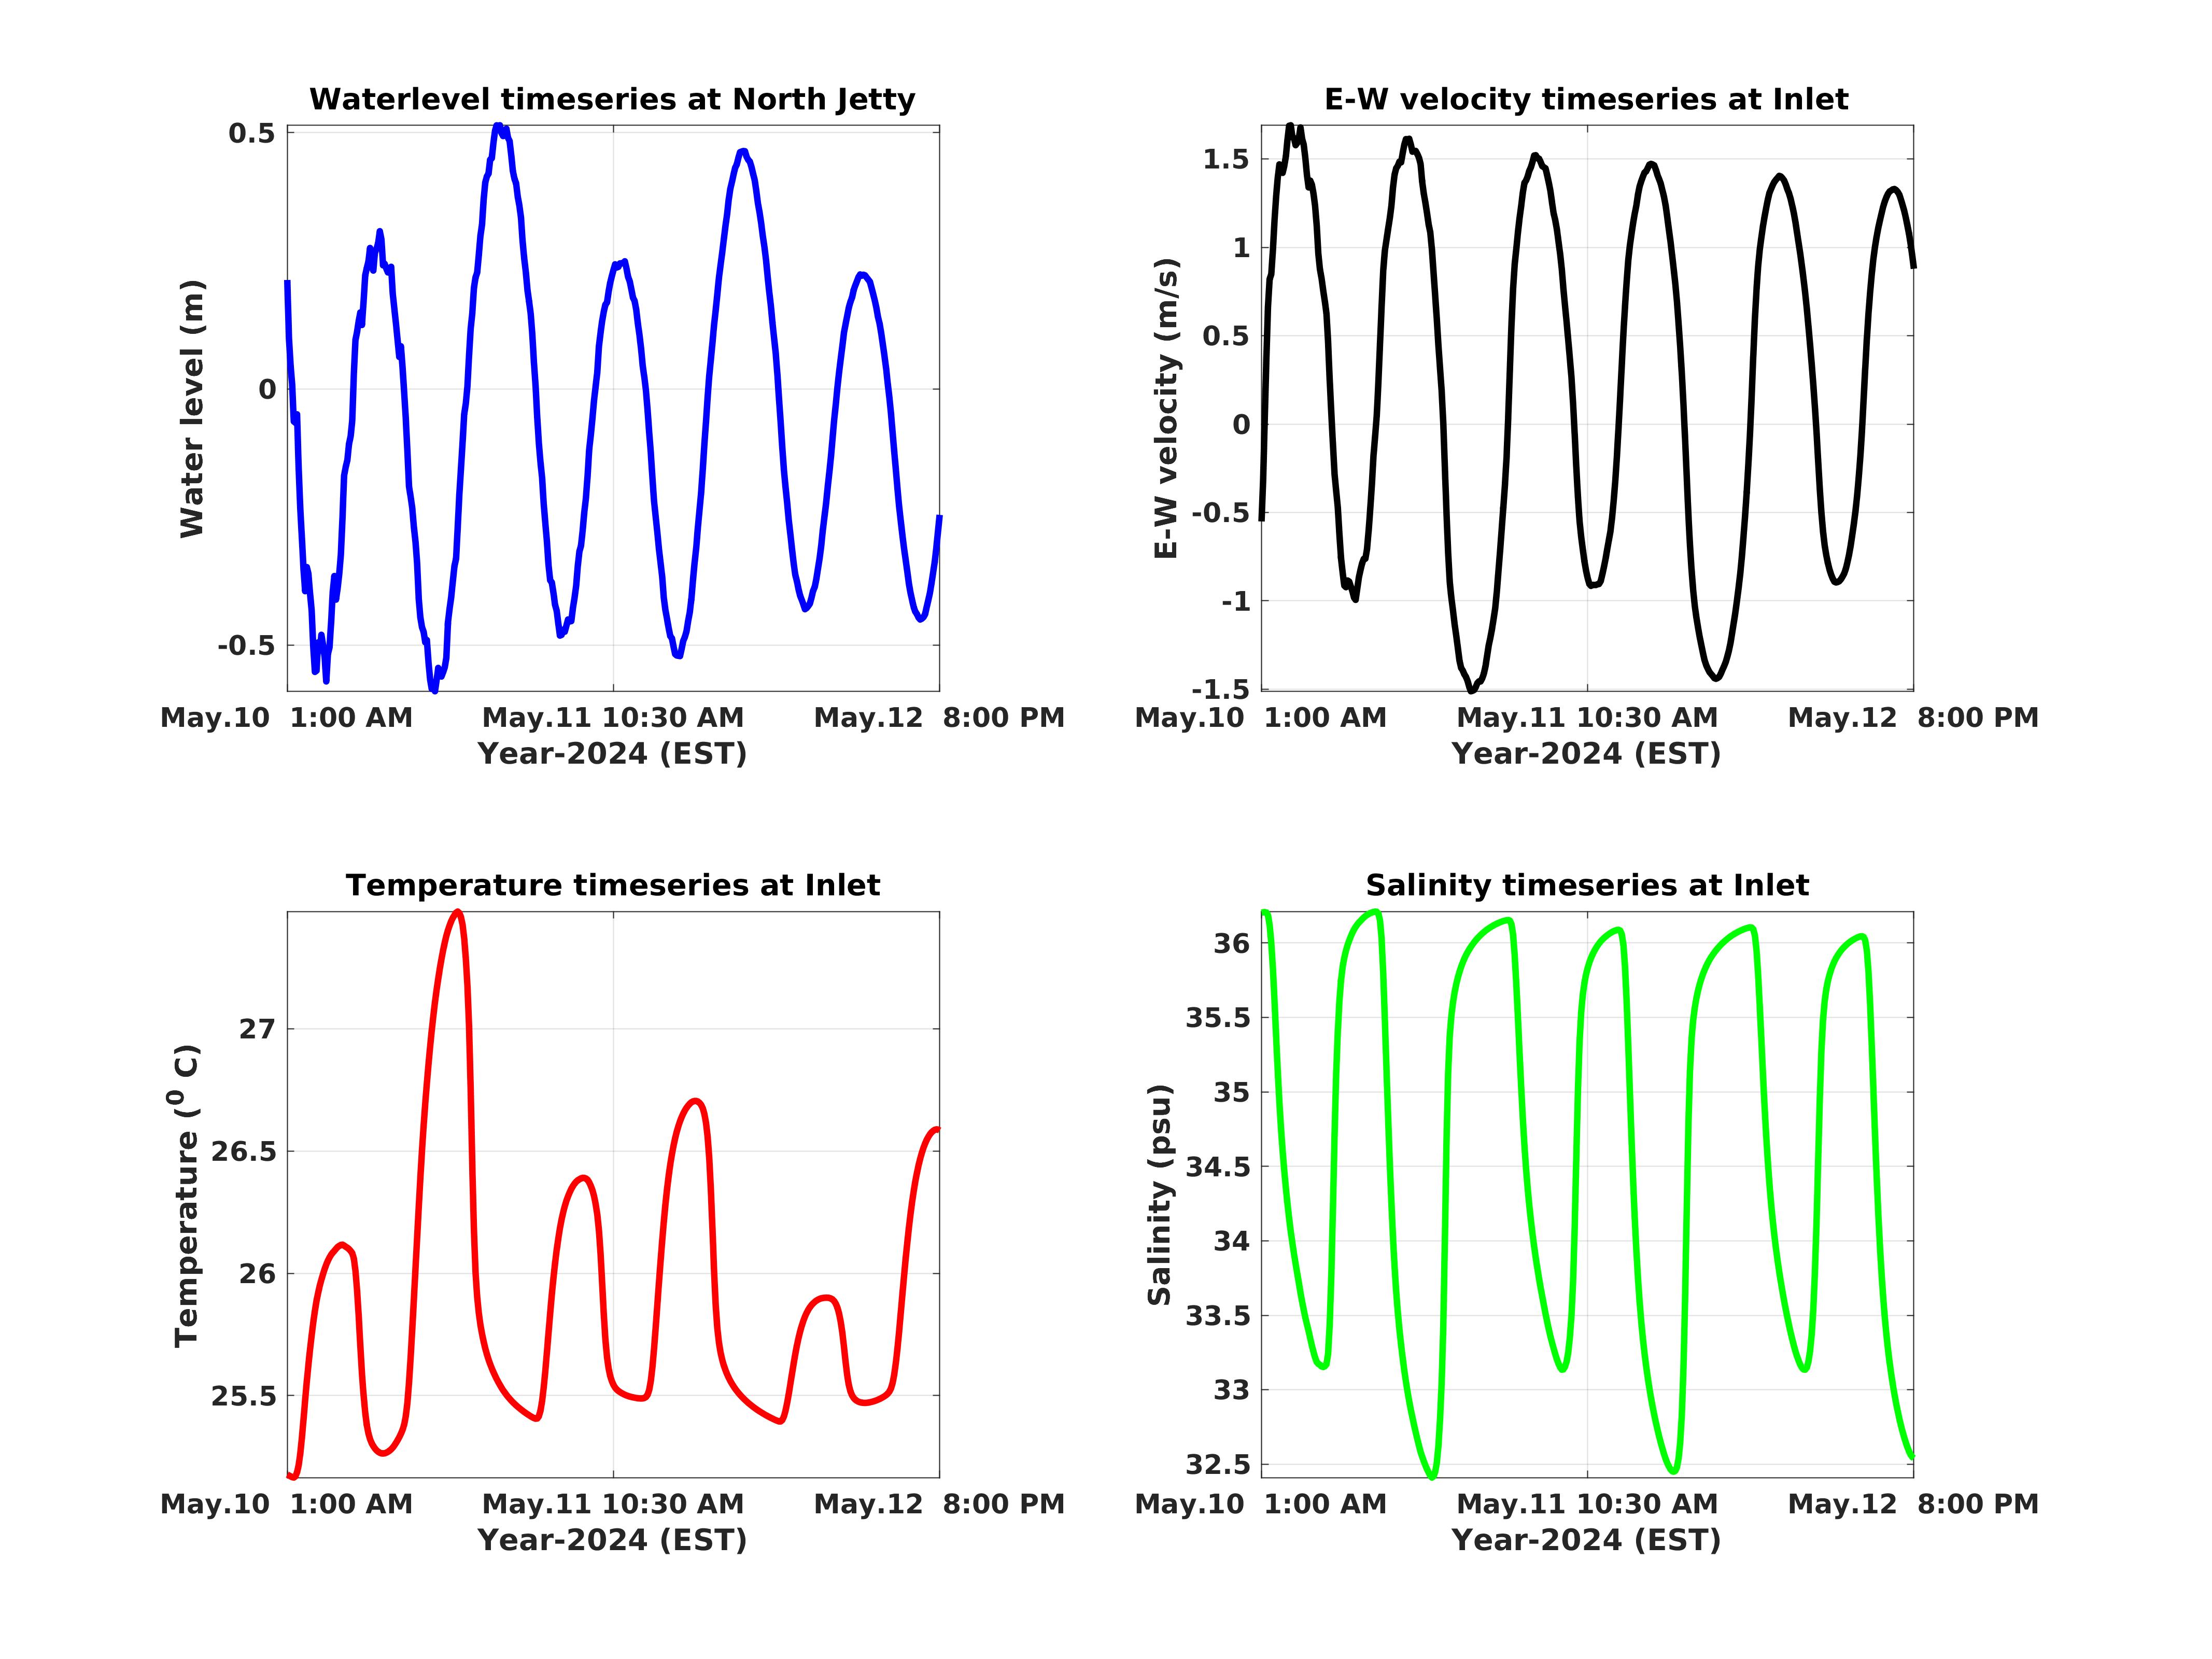 Waterlevel timeseries at North Jetty
0.5
0
-0.5
Water level (m)
May.10  1:00 AM
May.11 10:30 AM
May.12  8:00 PM
Year-2024 (EST)
E-W velocity timeseries at Inlet
1.5
1
0.5
0
-0.5
-1
-1.5
E-W velocity (m/s)
May.10  1:00 AM
May.11 10:30 AM
May.12  8:00 PM
Year-2024 (EST)
Temperature timeseries at Inlet
27
26.5
26
25.5
Temperature (⁰ C)
May.10  1:00 AM
May.11 10:30 AM
May.12  8:00 PM
Year-2024 (EST)
Salinity timeseries at Inlet
36
35.5
35
34.5
34
33.5
33
32.5
Salinity (psu)
May.10  1:00 AM
May.11 10:30 AM
May.12  8:00 PM
Year-2024 (EST)